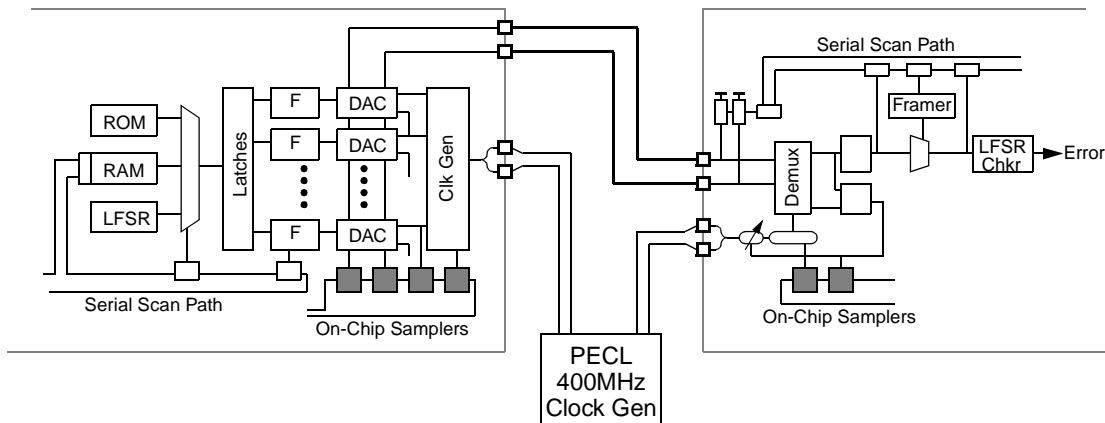 ROM
RAM
LFSR
Latches
F
F
F
DAC
DAC
DAC
Clk Gen
Serial Scan Path
On-Chip Samplers
PECL
400MHz
Clock Gen
Serial Scan Path
Framer
Demux
LFSR
Chkr
Error
On-Chip Samplers